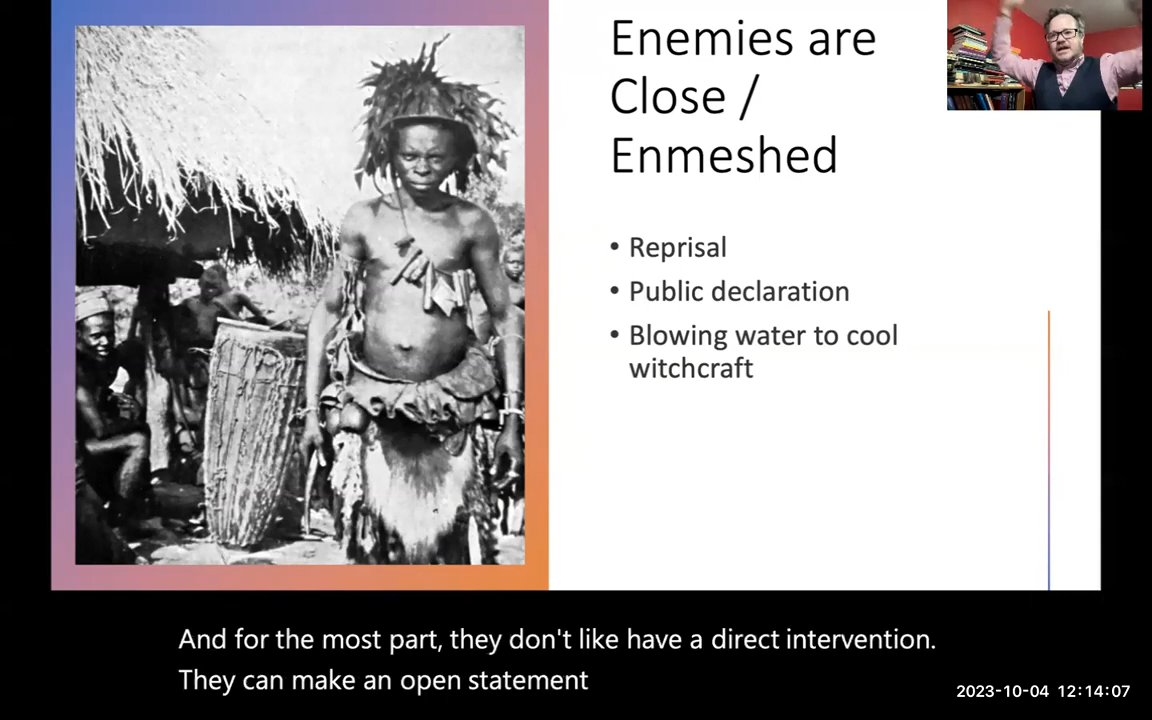 Enemies are
Close /
Enmeshed
• Reprisal
• Public declaration
• Blowing water to cool
witchcraft
And for the most part, they don't like have a direct intervention.
They can make an open statement
2023-10-04 12:14:07